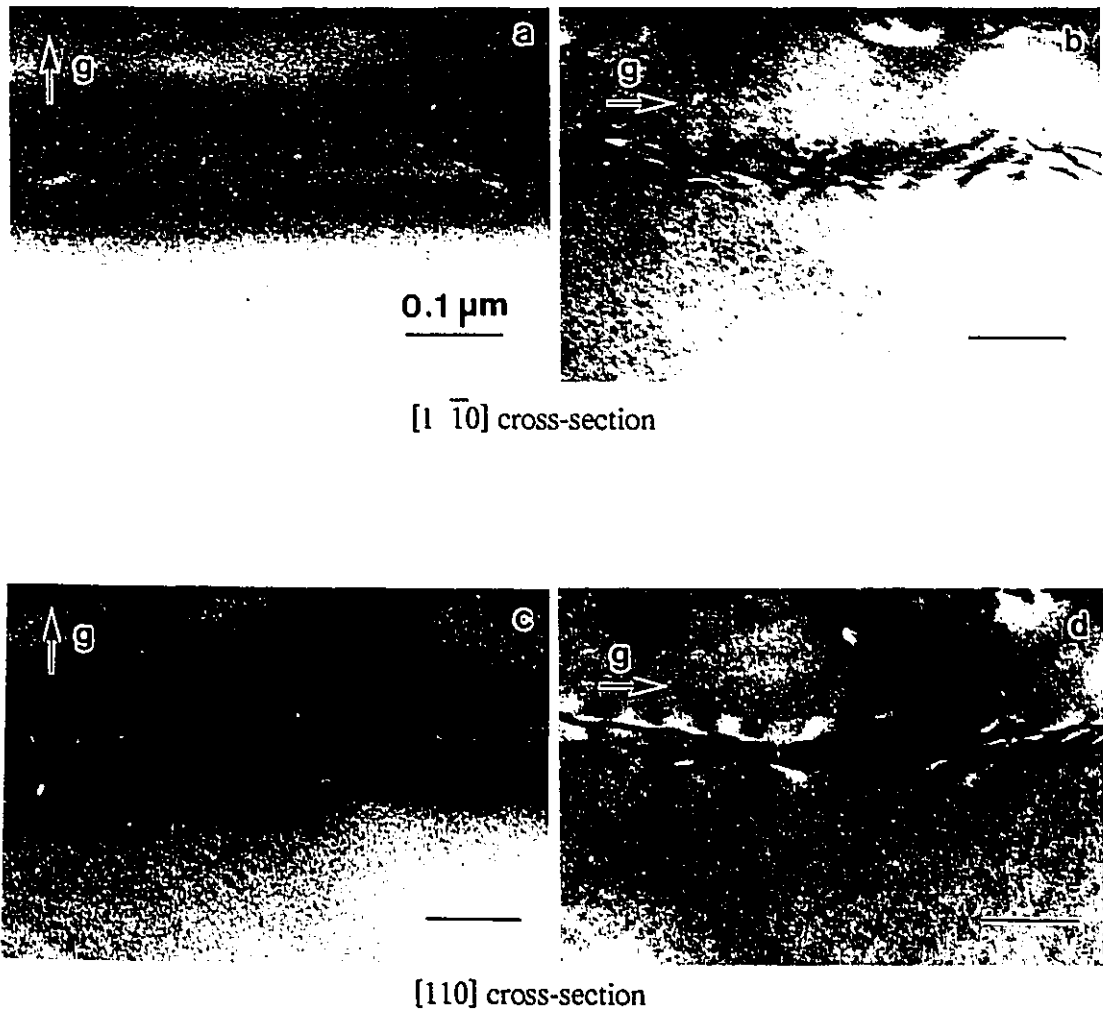 a
g
0.1 µm
b
g
[1 1̅0] cross-section
c
g
d
g
[110] cross-section